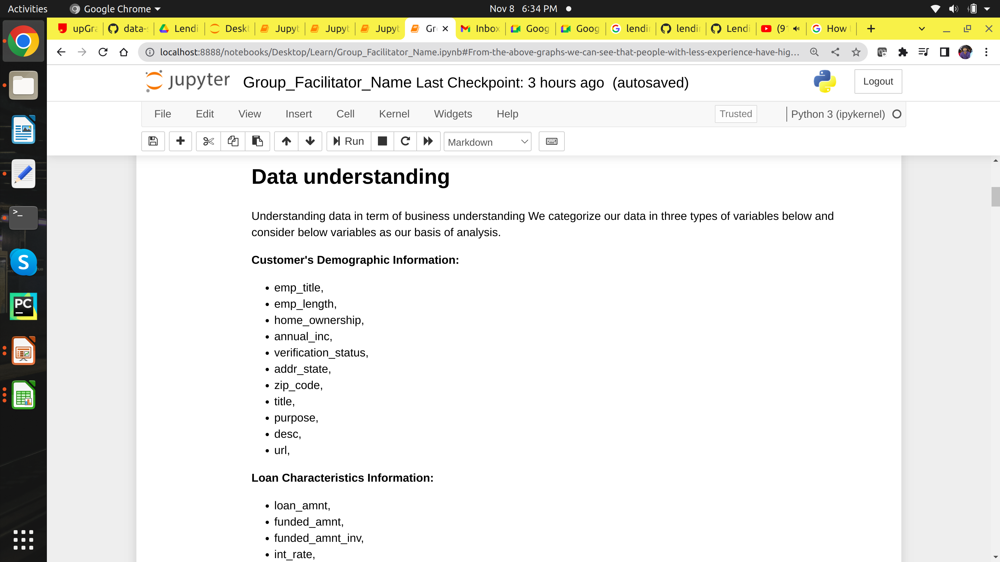 Activities Google Chrome Nov 8 6:34 PM
upGra data-s Lendi Deskt Jupyt Jupyt Jupyt Gr Inbox Goog Goog lendin lendin Lendi (9 How
localhost:8888/notebooks/Desktop/Learn/Group_Facilitator_Name.ipynb#From-the-above-graphs-we-can-see-that-people-with-less-experience-have-hig...
jupyter Group_Facilitator_Name Last Checkpoint: 3 hours ago (autosaved) Logout
File Edit View Insert Cell Kernel Widgets Help Trusted Python 3 (ipykernel)
Run Markdown
Data understanding
Understanding data in term of business understanding We categorize our data in three types of variables below and
consider below variables as our basis of analysis.
Customer's Demographic Information:
• emp_title,
• emp_length,
• home_ownership,
• annual_inc,
• verification_status,
• addr_state,
• zip_code,
• title,
• purpose,
• desc,
• url,
Loan Characteristics Information:
• loan_amnt,
• funded_amnt,
• funded_amnt_inv,
• int_rate,
>_
S
PC